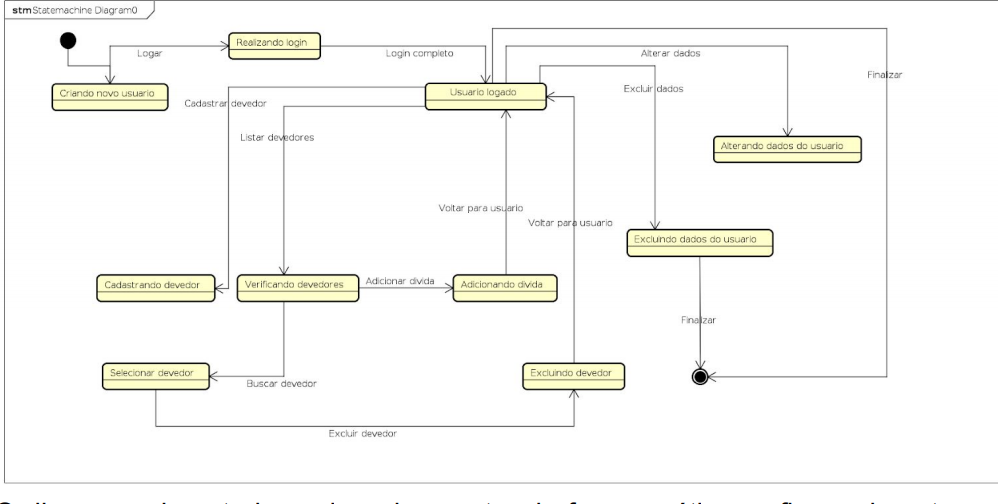 stm Statemachine Diagram0
Realizando login
Logar
Login completo
Alterar dados
Finalizar
Criando novo usuario
Usuario logado
Excluir dados
Cadastrar devedor
Listar devedores
Alterando dados do usuario
Voltar para usuario
Voltar para usuario
Excluindo dados do usuario
Cadastrando devedor
Verificando devedores
Adicionar divida
Adicionando divida
Finalizar
Selecionar devedor
Buscar devedor
Excluindo devedor
Excluir devedor